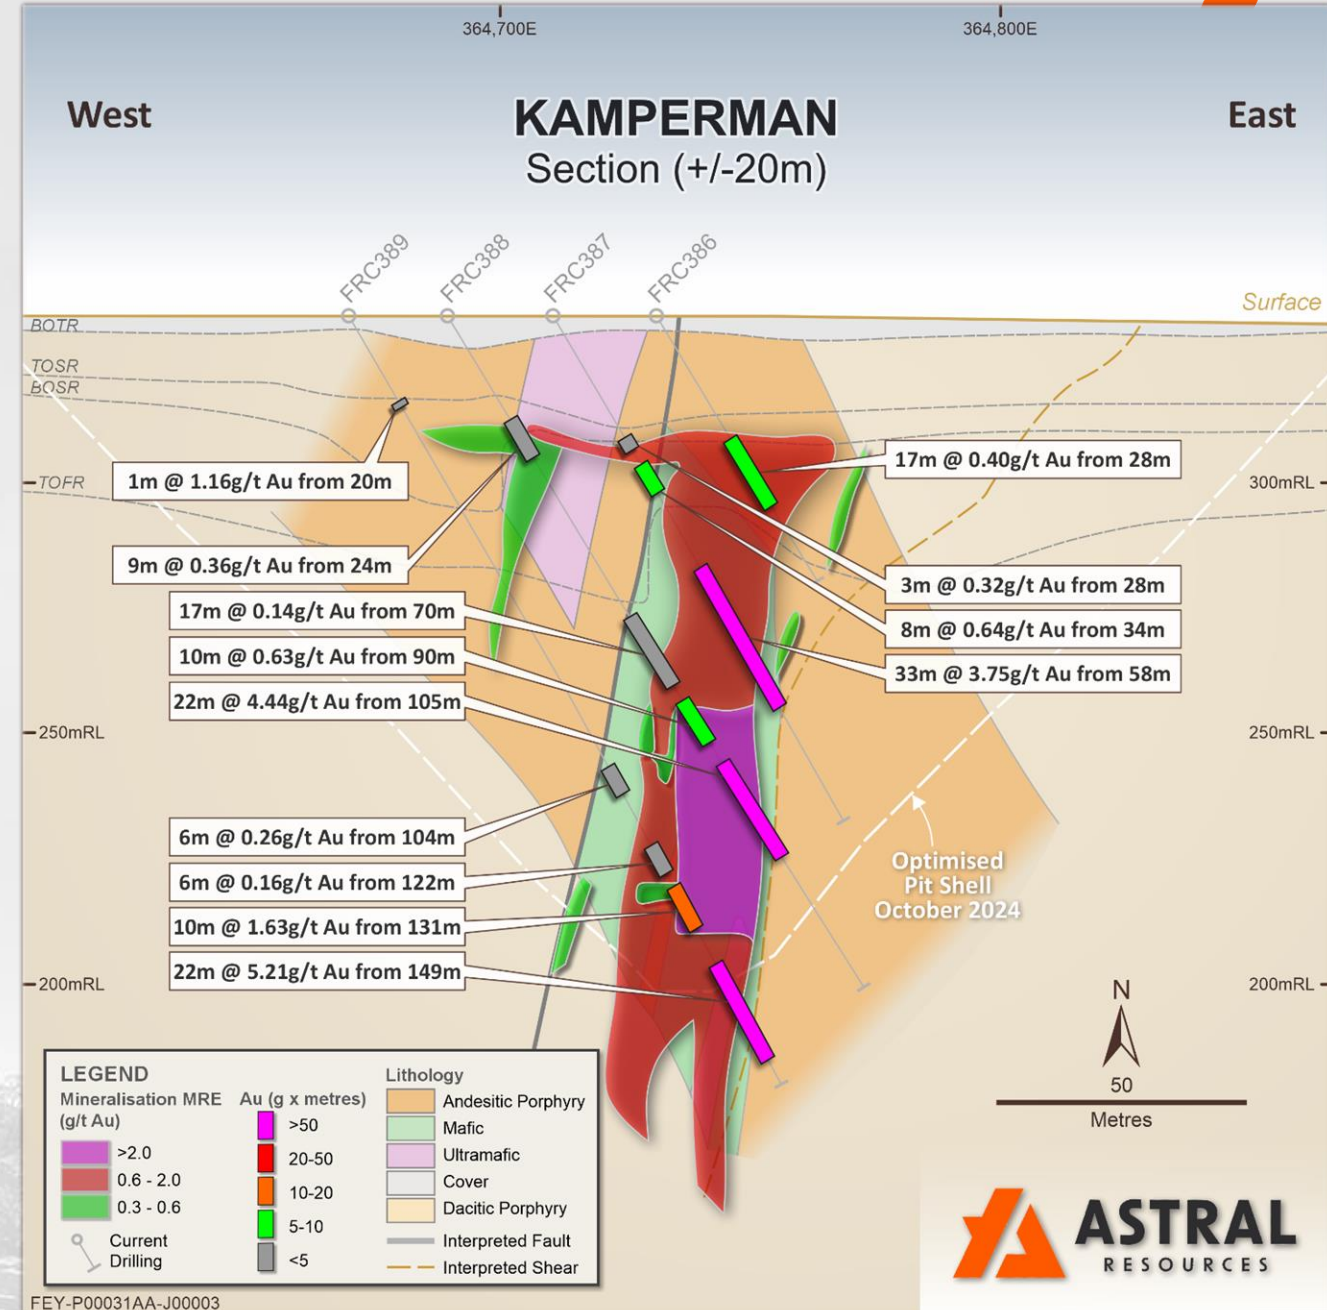 364,700E
364,800E
West
KAMPERMAN
East
Section (+/-20m)
FRC389
FRC388
FRC387
FRC386
Surface
BOTR
TOSR
BOSR
TOFR
1m @ 1.16g/t Au from 20m
9m @ 0.36g/t Au from 24m
17m @ 0.14g/t Au from 70m
10m @ 0.63g/t Au from 90m
22m @ 4.44g/t Au from 105m
6m @ 0.26g/t Au from 104m
6m @ 0.16g/t Au from 122m
10m @ 1.63g/t Au from 131m
22m @ 5.21g/t Au from 149m
17m @ 0.40g/t Au from 28m
3m @ 0.32g/t Au from 28m
8m @ 0.64g/t Au from 34m
33m @ 3.75g/t Au from 58m
300mRL
250mRL
250mRL
200mRL
200mRL
Optimised
Pit Shell
October 2024
N
50
Metres
LEGEND
Mineralisation MRE
(g/t Au)
>2.0
0.6 - 2.0
0.3 - 0.6
Current
Drilling
Au (g x metres)
>50
20-50
10-20
5-10
<5
Lithology
Andesitic Porphyry
Mafic
Ultramafic
Cover
Dacitic Porphyry
Interpreted Fault
Interpreted Shear
ASTRAL
RESOURCES
FEY-P00031AA-J00003